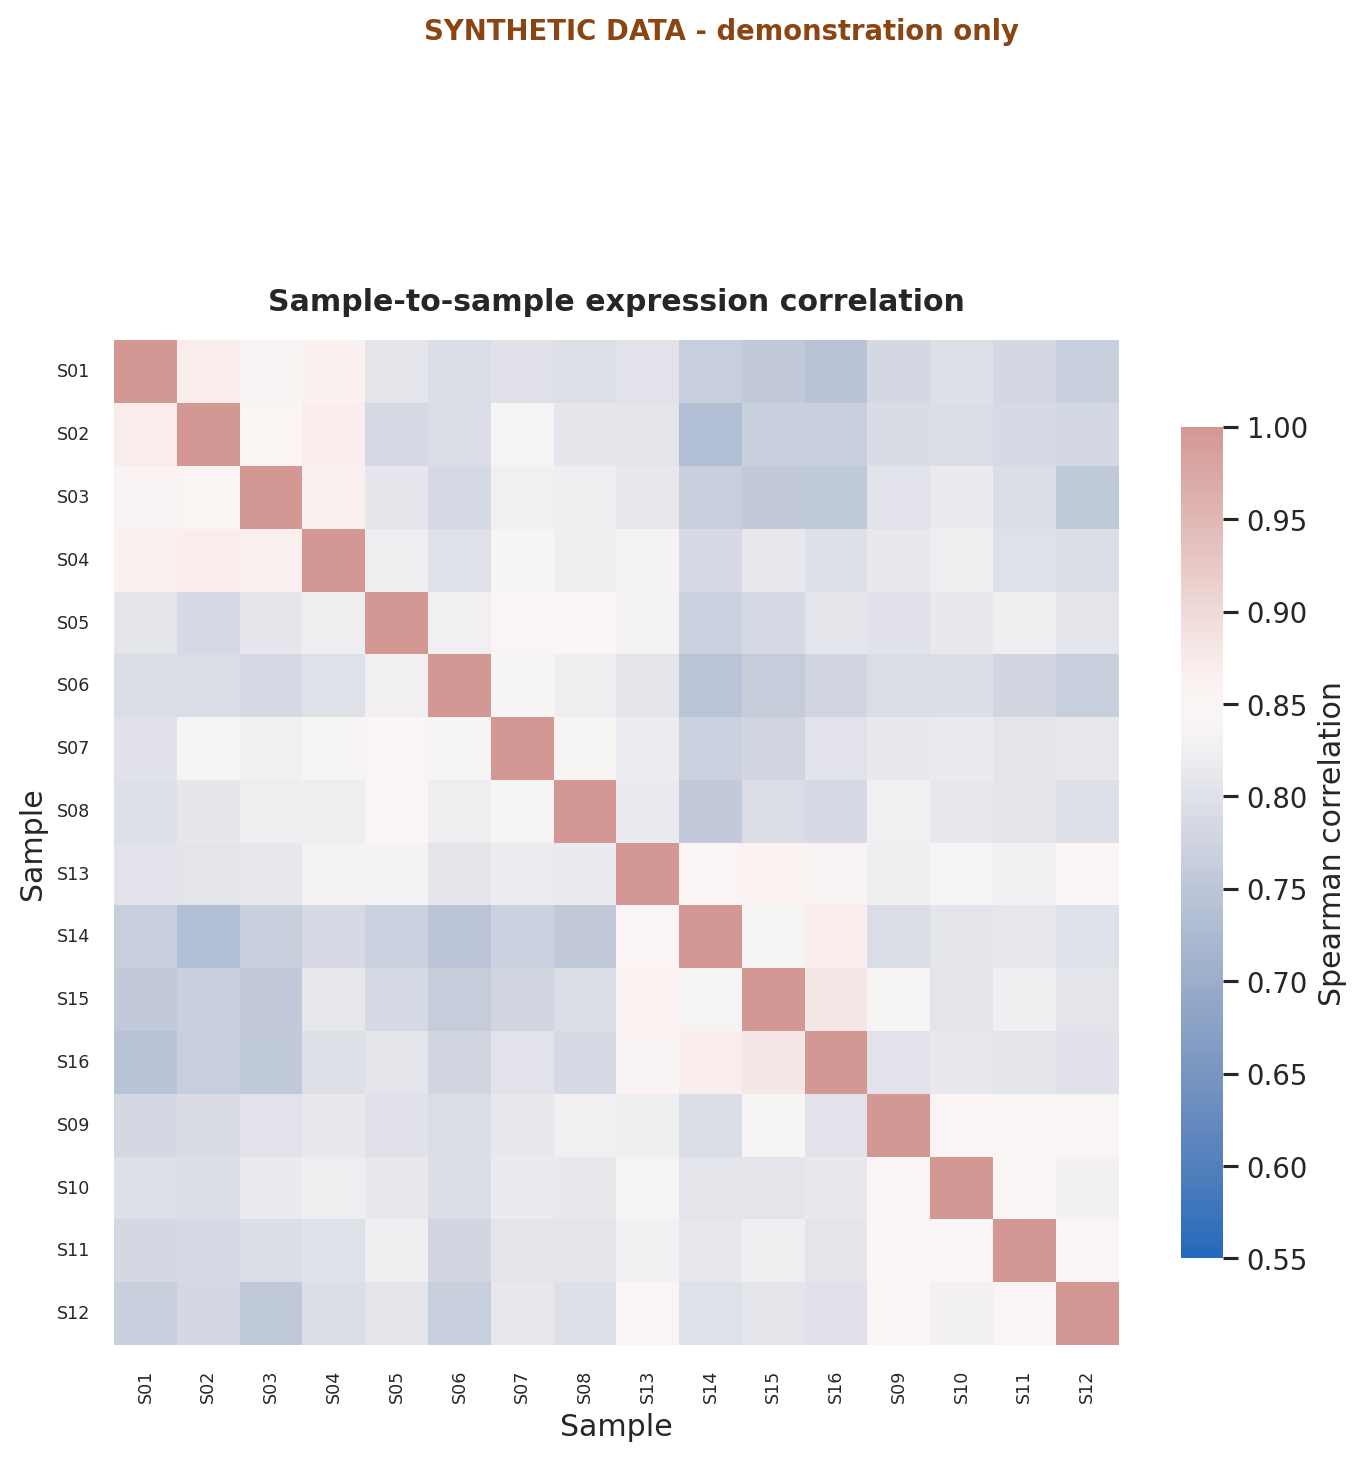 SYNTHETIC DATA - demonstration only
Sample-to-sample expression correlation
Sample
S01
S02
S03
S04
S05
S06
S07
S08
S13
S14
S15
S16
S09
S10
S11
S12
S01 S02 S03 S04 S05 S06 S07 S08 S13 S14 S15 S16 S09 S10 S11 S12
Sample
1.00
0.95
0.90
0.85
0.80
0.75
0.70
0.65
0.60
0.55
Spearman correlation